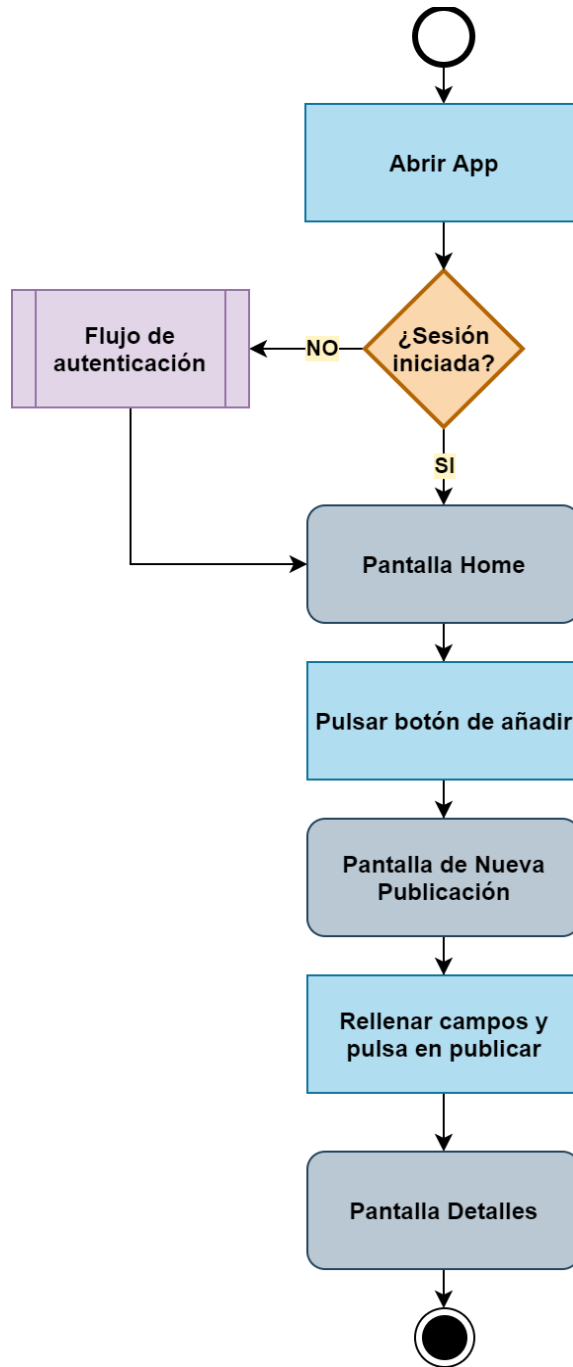 Abrir App
¿Sesión
iniciada?
NO
Flujo de
autenticación
SI
Pantalla Home
Pulsar botón de añadir
Pantalla de Nueva
Publicación
Rellenar campos y
pulsa en publicar
Pantalla Detalles